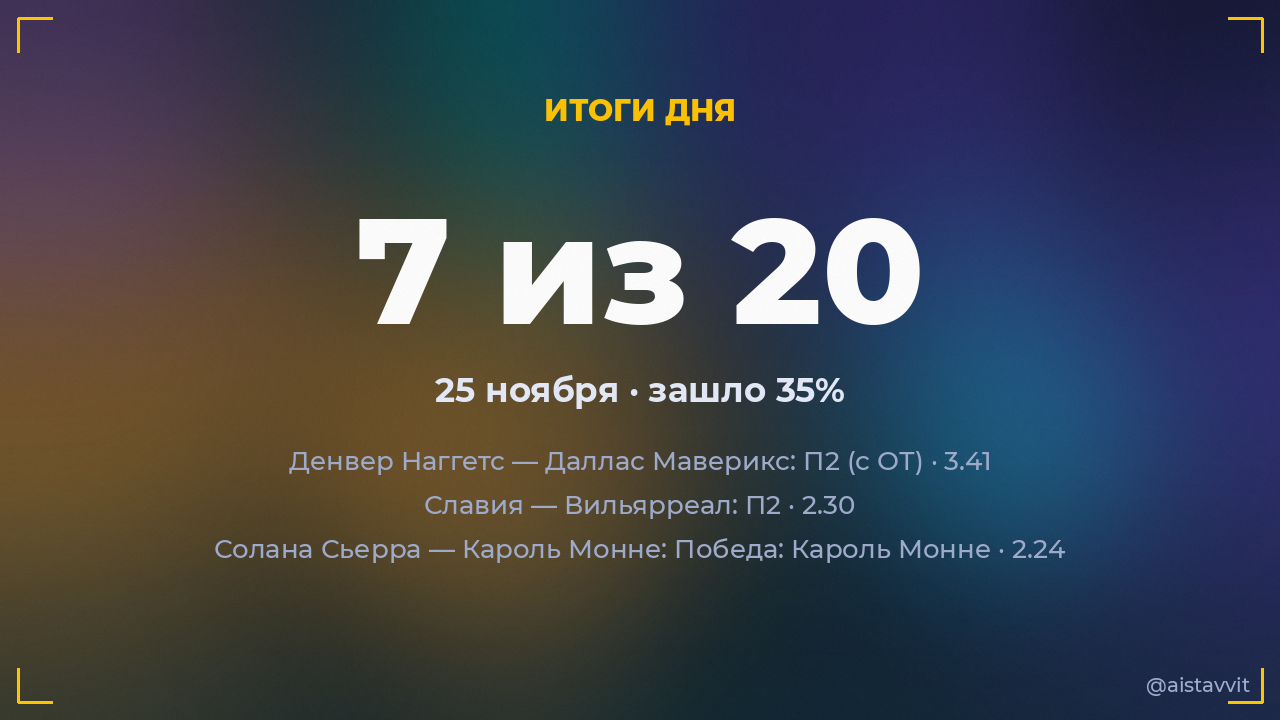 ИТОГИ ДНЯ
7 из 20
25 ноября · зашло 35%
Денвер Наггетс — Даллас Маверикс: П2 (с ОТ) · 3.41
Славия — Вильярреал: П2 · 2.30
Солана Сьерра — Кароль Монне: Победа: Кароль Монне · 2.24
@aistavvit